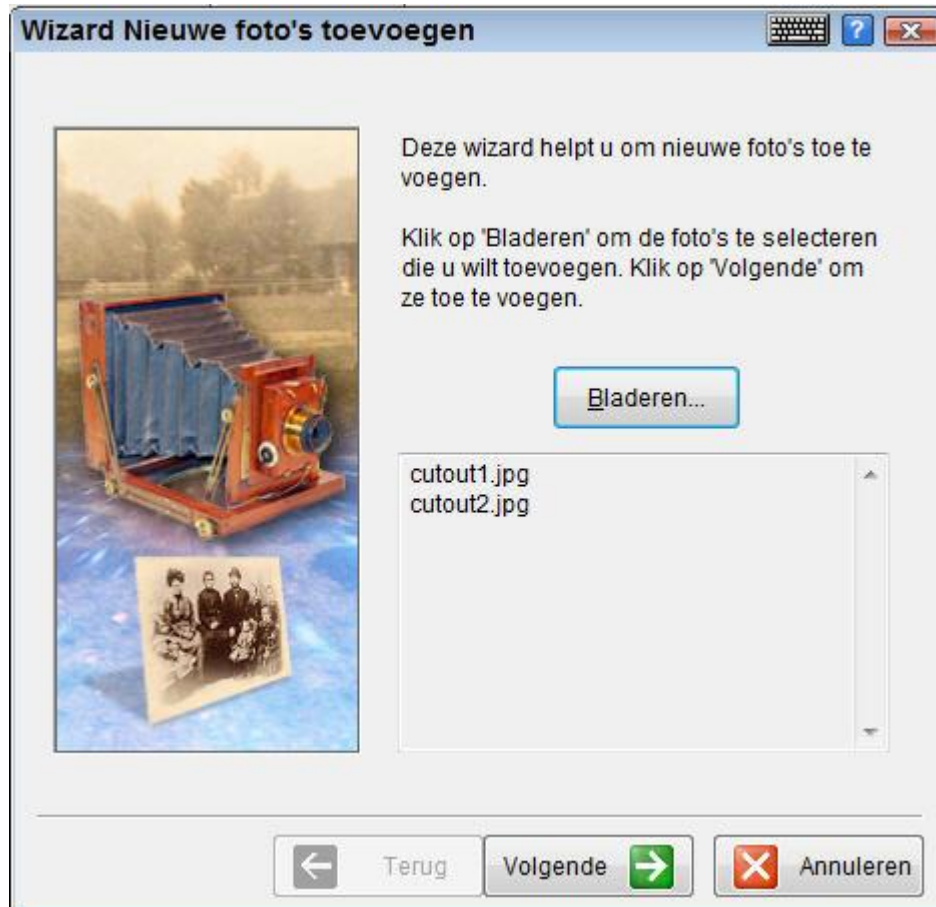 Wizard Nieuwe foto's toevoegen
Deze wizard helpt u om nieuwe foto's toe te
voegen.
Klik op 'Bladeren' om de foto's te selecteren
die u wilt toevoegen. Klik op 'Volgende' om
ze toe te voegen.
Bladeren...
cutout1.jpg
cutout2.jpg
Terug
Volgende
Annuleren